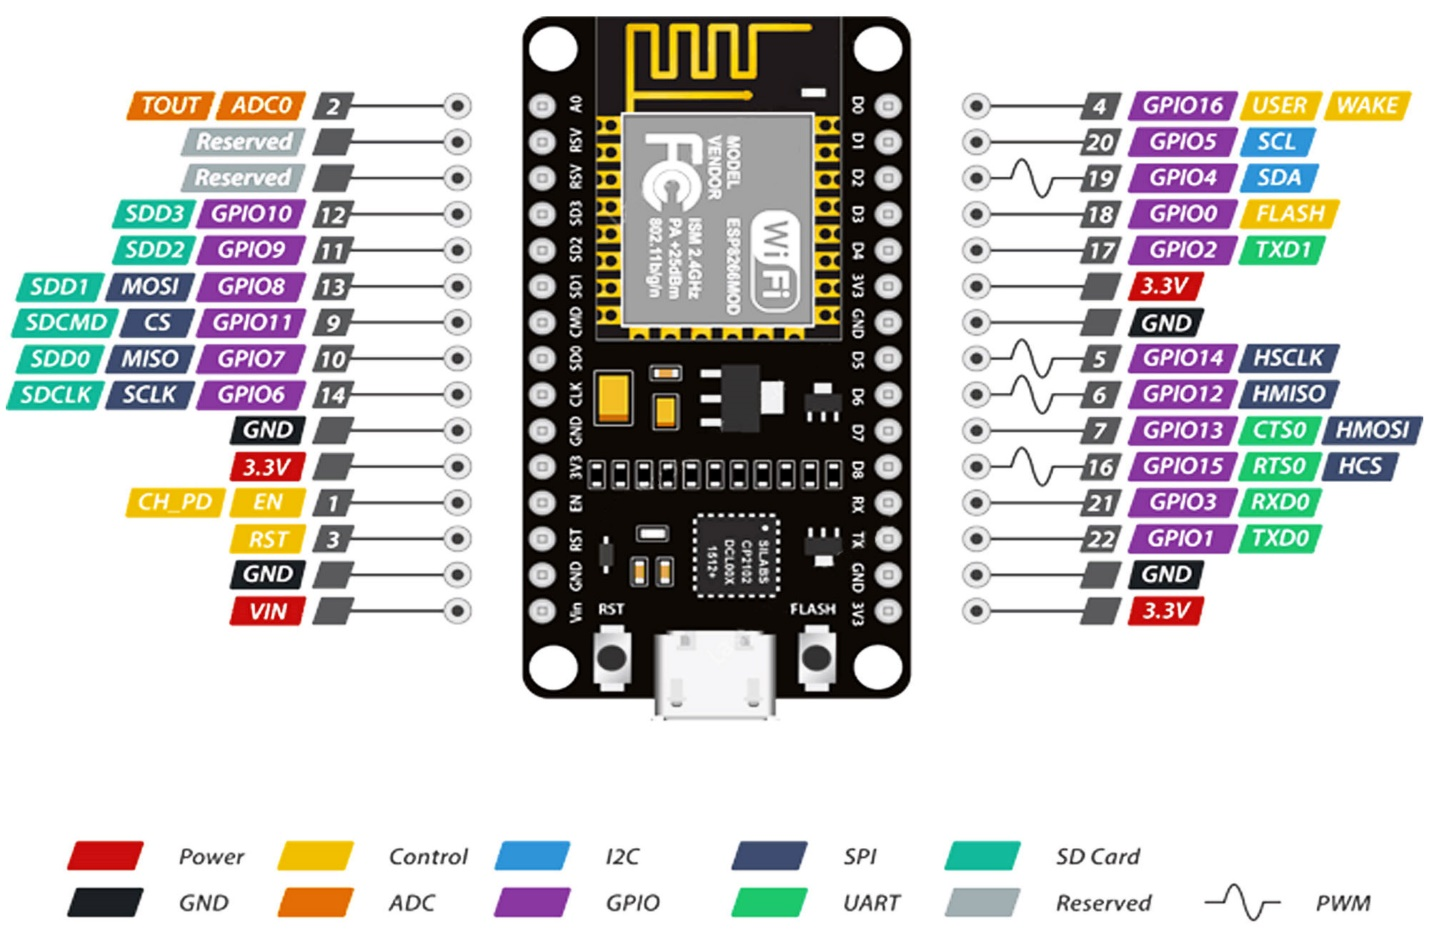 TOUT ADC0 2
Reserved
Reserved
SDD3 GPIO10 12
SDD2 GPIO9 11
SDD1 MOSI GPIO8 13
SDCMD CS GPIO11 9
SDD0 MISO GPIO7 10
SDCLK SCLK GPIO6 14
GND
3.3V
CH_PD EN 1
RST 3
GND
VIN
A0
RSV
RSV
SD3
SD2
SD1
CMD
SD0
CLK
GND
3V3
EN
RST
GND
Vin
MODEL
VENDOR
ESP8266MOD
FC
WiFi
ISM 2.4GHz
PA +25dBm
802.11b/g/n
SILABS
CP2102
DCL00X
1512+
RST
FLASH
D0
D1
D2
D3
D4
3V3
GND
D5
D6
D7
D8
RX
TX
GND
3V3
4 GPIO16 USER WAKE
20 GPIO5 SCL
19 GPIO4 SDA
18 GPIO0 FLASH
17 GPIO2 TXD1
3.3V
GND
5 GPIO14 HSCLK
6 GPIO12 HMISO
7 GPIO13 CTS0 HMOSI
16 GPIO15 RTS0 HCS
21 GPIO3 RXD0
22 GPIO1 TXD0
GND
3.3V
Power Control I2C SPI SD Card
GND ADC GPIO UART Reserved PWM